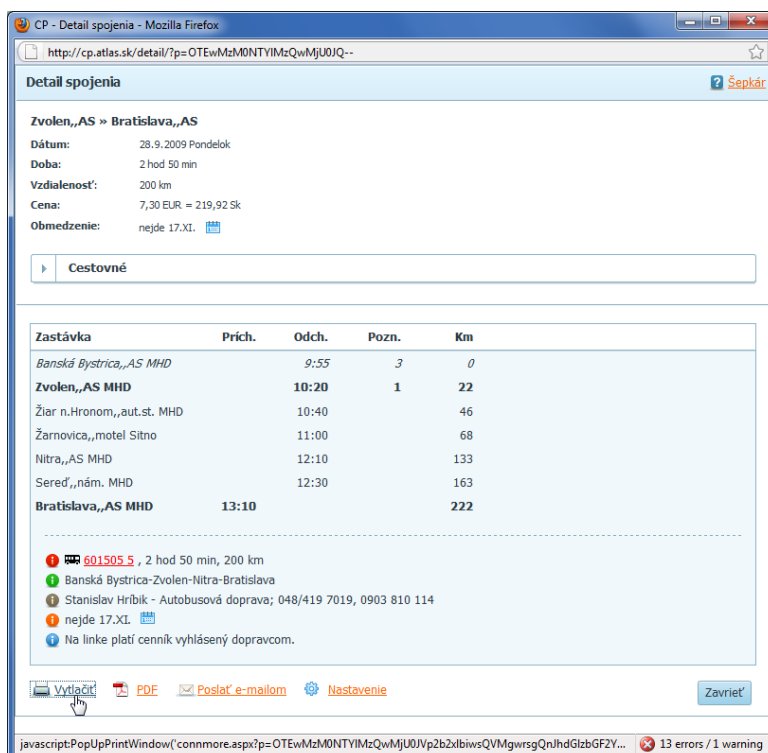 CP - Detail spojenia - Mozilla Firefox
http://cp.atlas.sk/detail/?p=OTEwMzM0NTYlMzQwMjU0JQ--
Detail spojenia
? Šepkár
Zvolen,,AS » Bratislava,,AS
Dátum: 28.9.2009 Pondelok
Doba: 2 hod 50 min
Vzdialenosť: 200 km
Cena: 7,30 EUR = 219,92 Sk
Obmedzenie: nejde 17.XI.
Cestovné
Zastávka Prích. Odch. Pozn. Km
Banská Bystrica,,AS MHD 9:55 3 0
Zvolen,,AS MHD 10:20 1 22
Žiar n.Hronom,,aut.st. MHD 10:40 46
Žarnovica,,motel Sitno 11:00 68
Nitra,,AS MHD 12:10 133
Sereď,,nám. MHD 12:30 163
Bratislava,,AS MHD 13:10 222
601505 5 , 2 hod 50 min, 200 km
Banská Bystrica-Zvolen-Nitra-Bratislava
Stanislav Hríbik - Autobusová doprava; 048/419 7019, 0903 810 114
nejde 17.XI.
Na linke platí cenník vyhlásený dopravcom.
Vytlačiť PDF Poslať e-mailom Nastavenie Zavrieť
javascript:PopUpPrintWindow('connmore.aspx?p=OTEwMzM0NTYlMzQwMjU0JVp2b2xlbiwsQVMgwrsgQnJhdGlzbGF2Y... 13 errors / 1 warning